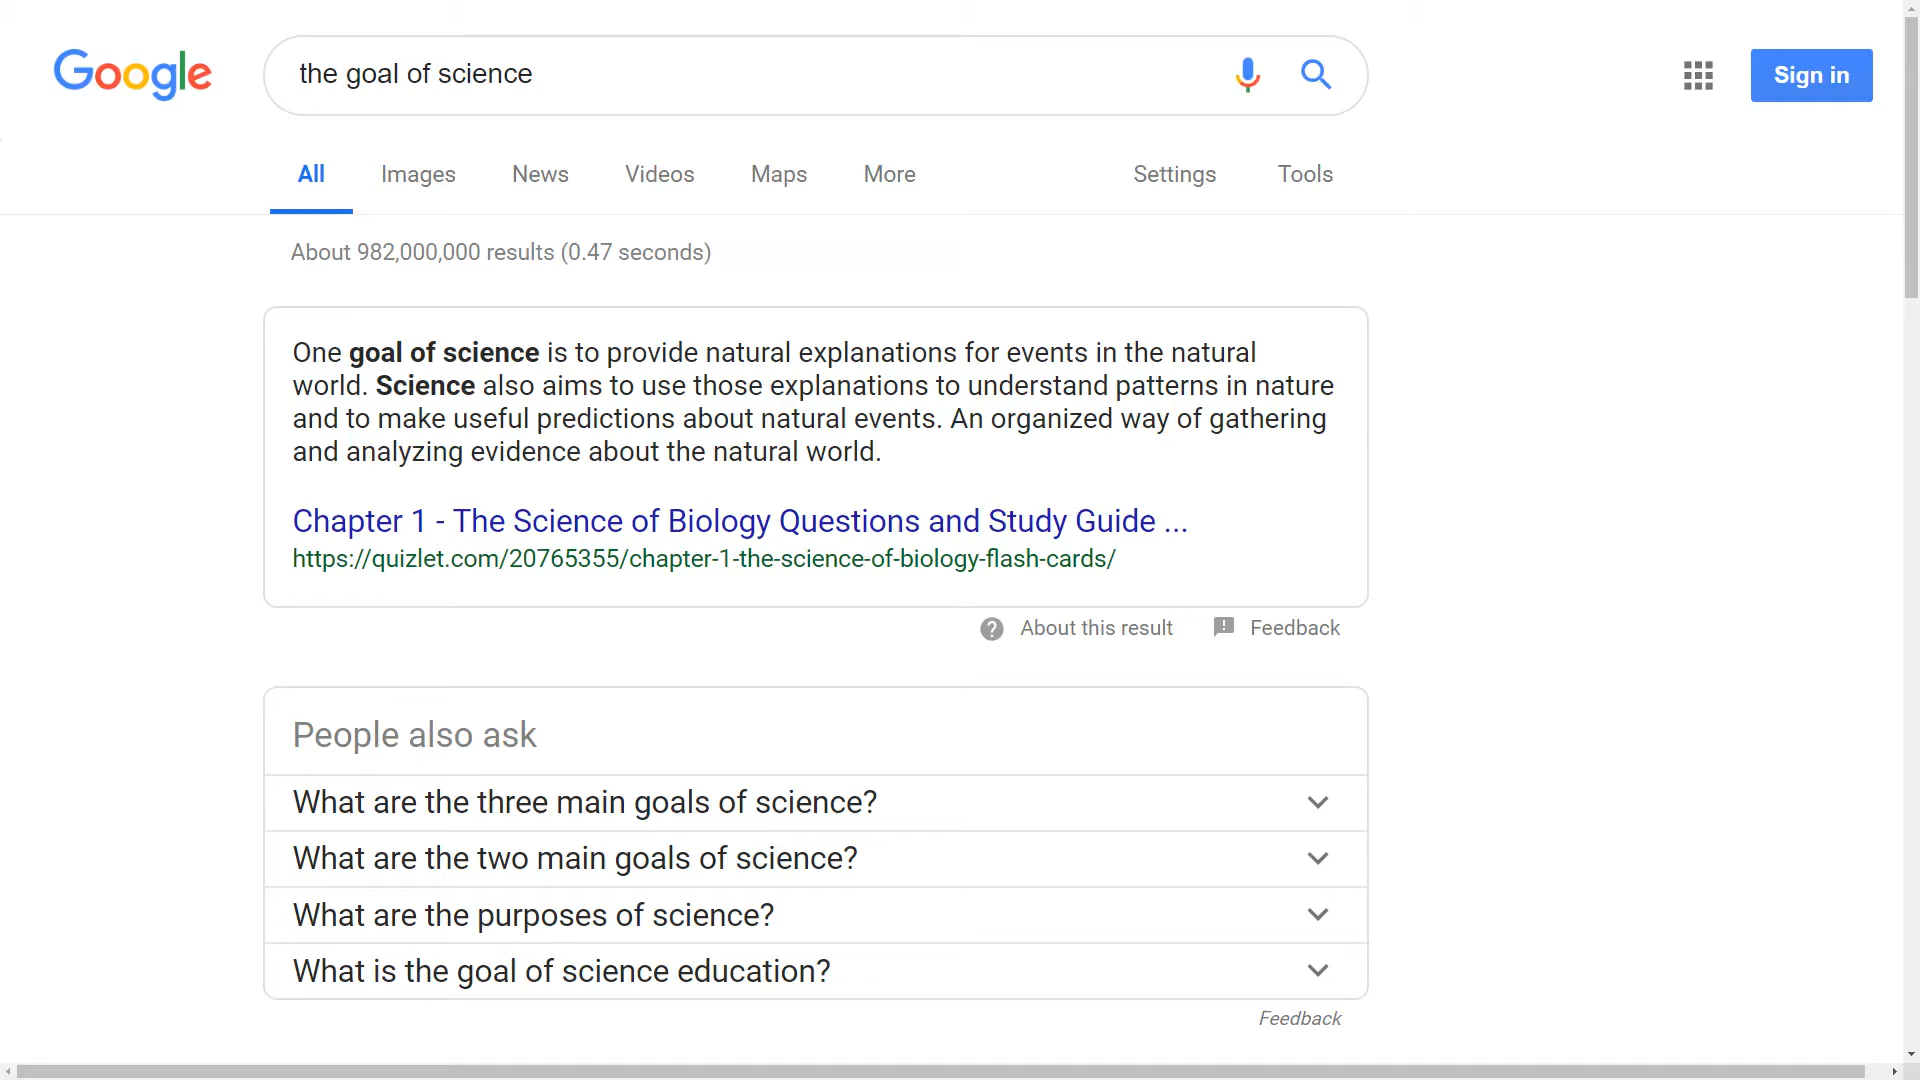 Google
the goal of science
Sign in
All Images News Videos Maps More Settings Tools
About 982,000,000 results (0.47 seconds)
One goal of science is to provide natural explanations for events in the natural
world. Science also aims to use those explanations to understand patterns in nature
and to make useful predictions about natural events. An organized way of gathering
and analyzing evidence about the natural world.
Chapter 1 - The Science of Biology Questions and Study Guide ...
https://quizlet.com/20765355/chapter-1-the-science-of-biology-flash-cards/
About this result Feedback
People also ask
What are the three main goals of science?
What are the two main goals of science?
What are the purposes of science?
What is the goal of science education?
Feedback